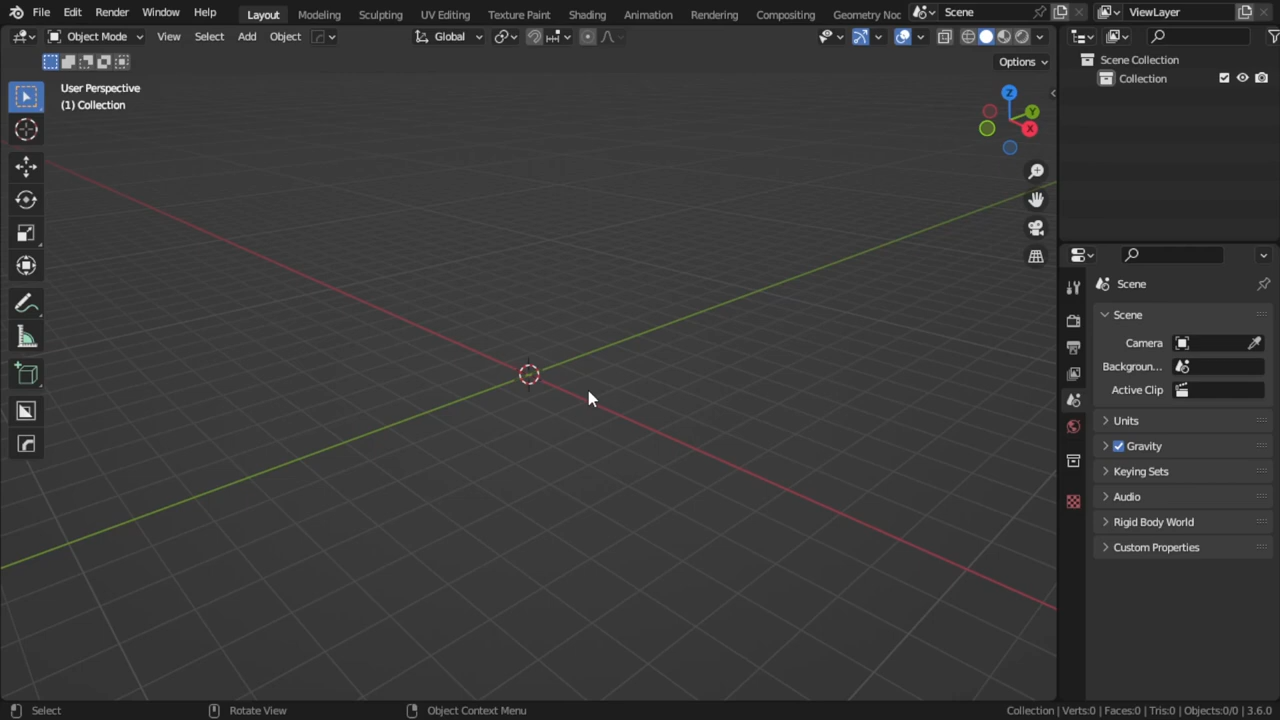 File Edit Render Window Help Layout Modeling Sculpting UV Editing Texture Paint Shading Animation Rendering Compositing Geometry Noc Scene ViewLayer
Object Mode View Select Add Object Global
Options
User Perspective
(1) Collection
Z
Y
X
Scene Collection
Collection
Scene
Scene
Camera
Backgroun...
Active Clip
Units
Gravity
Keying Sets
Audio
Rigid Body World
Custom Properties
Select Rotate View Object Context Menu Collection | Verts:0 | Faces:0 | Tris:0 | Objects:0/0 | 3.6.0